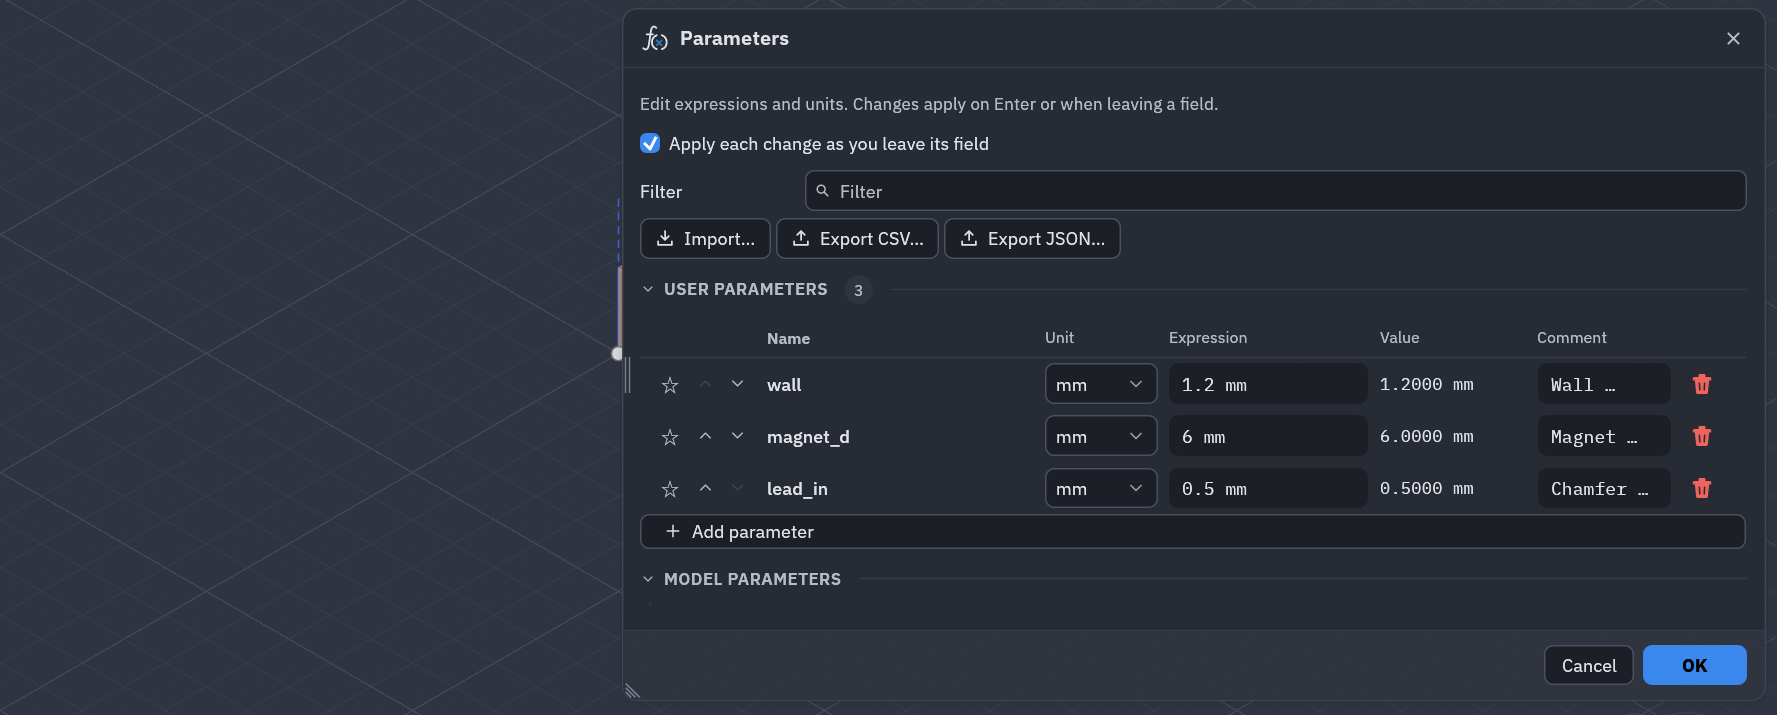 Parameters
Edit expressions and units. Changes apply on Enter or when leaving a field.
Apply each change as you leave its field
Filter Filter
Import... Export CSV... Export JSON...
USER PARAMETERS 3
Name Unit Expression Value Comment
wall mm 1.2 mm 1.2000 mm Wall …
magnet_d mm 6 mm 6.0000 mm Magnet …
lead_in mm 0.5 mm 0.5000 mm Chamfer …
Add parameter
MODEL PARAMETERS
Cancel OK